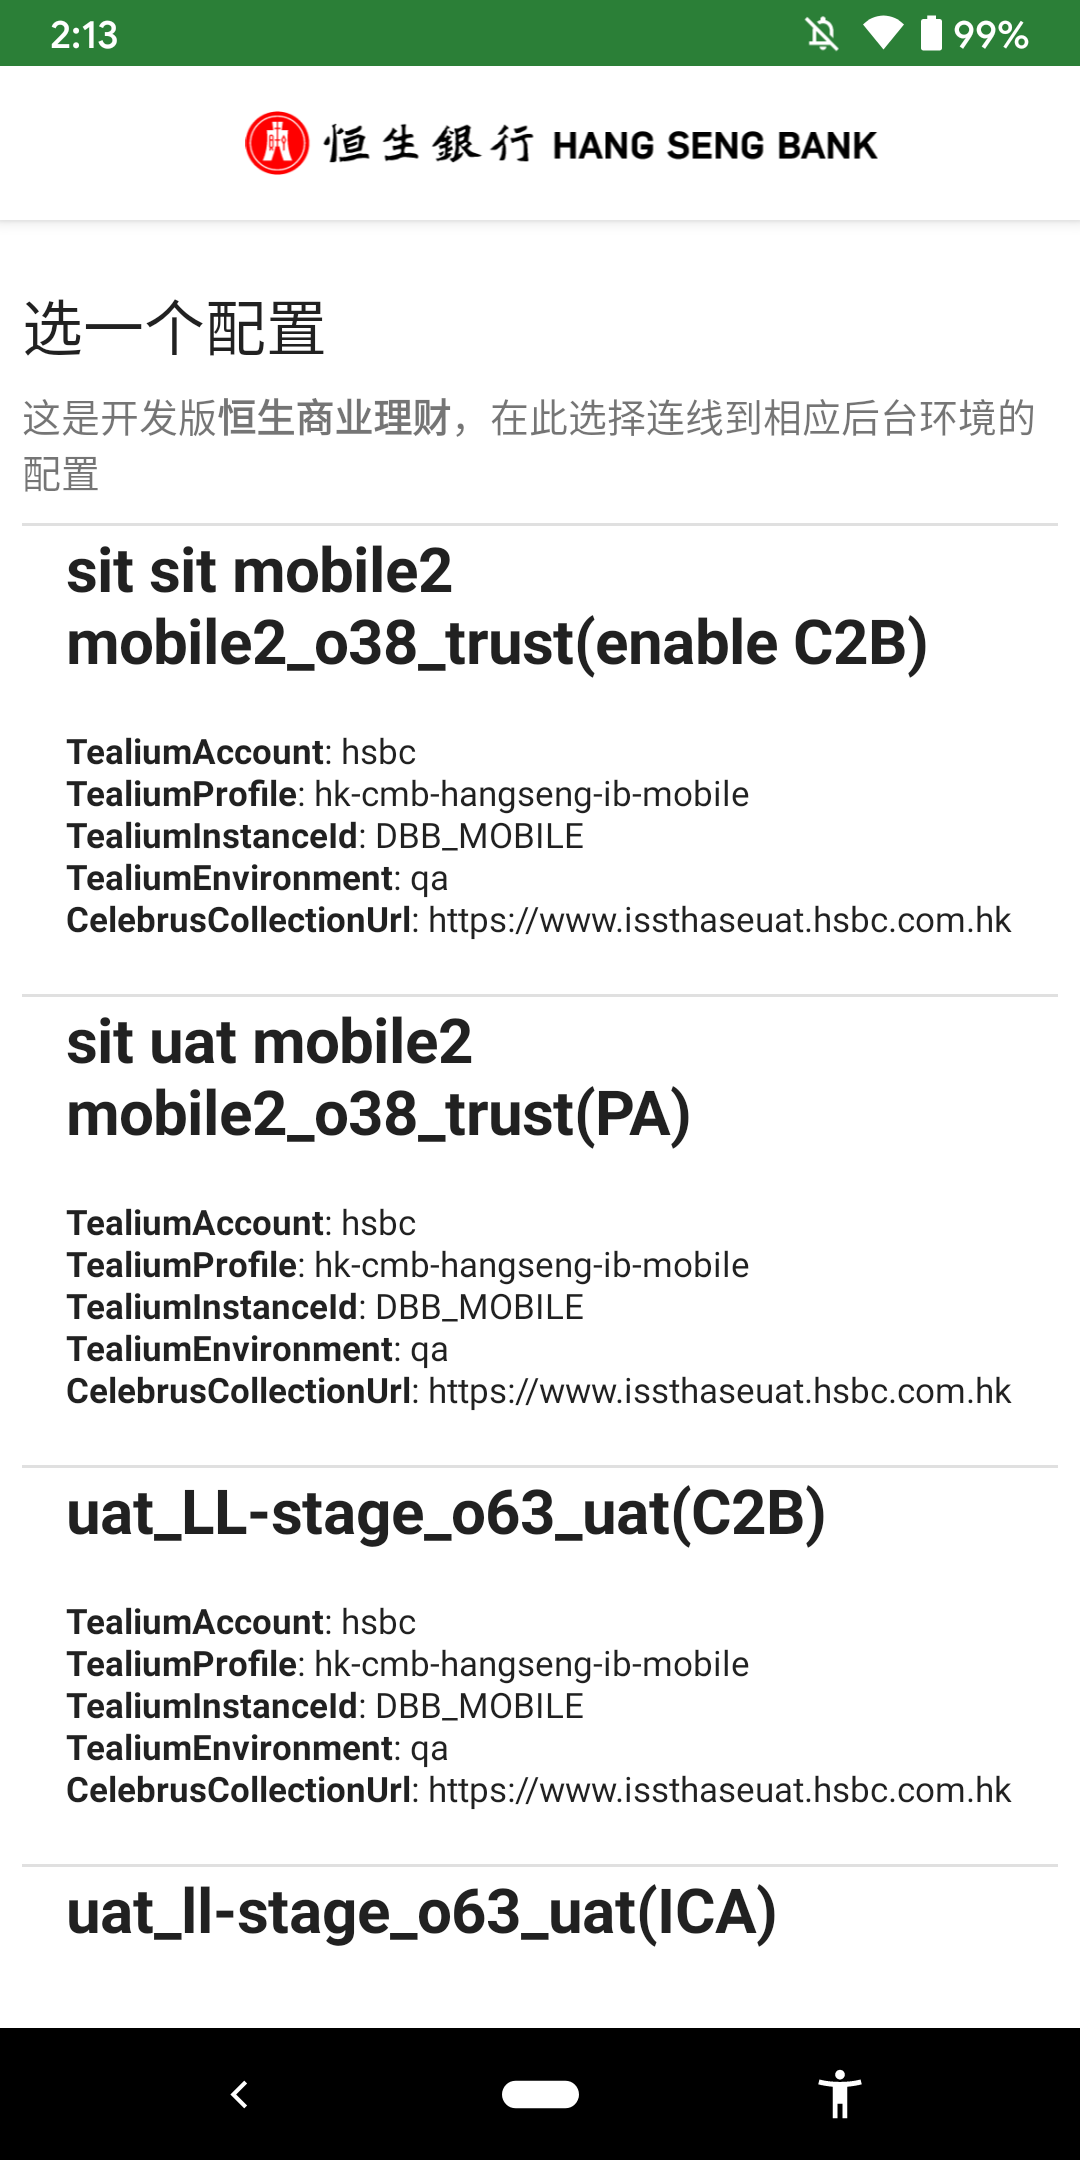 2:13
99%
恒生銀行 HANG SENG BANK
选一个配置
这是开发版恒生商业理财，在此选择连线到相应后台环境的
配置
sit sit mobile2
mobile2_o38_trust(enable C2B)
TealiumAccount: hsbc
TealiumProfile: hk-cmb-hangseng-ib-mobile
TealiumInstanceId: DBB_MOBILE
TealiumEnvironment: qa
CelebrusCollectionUrl: https://www.issthaseuat.hsbc.com.hk
sit uat mobile2
mobile2_o38_trust(PA)
TealiumAccount: hsbc
TealiumProfile: hk-cmb-hangseng-ib-mobile
TealiumInstanceId: DBB_MOBILE
TealiumEnvironment: qa
CelebrusCollectionUrl: https://www.issthaseuat.hsbc.com.hk
uat_LL-stage_o63_uat(C2B)
TealiumAccount: hsbc
TealiumProfile: hk-cmb-hangseng-ib-mobile
TealiumInstanceId: DBB_MOBILE
TealiumEnvironment: qa
CelebrusCollectionUrl: https://www.issthaseuat.hsbc.com.hk
uat_ll-stage_o63_uat(ICA)